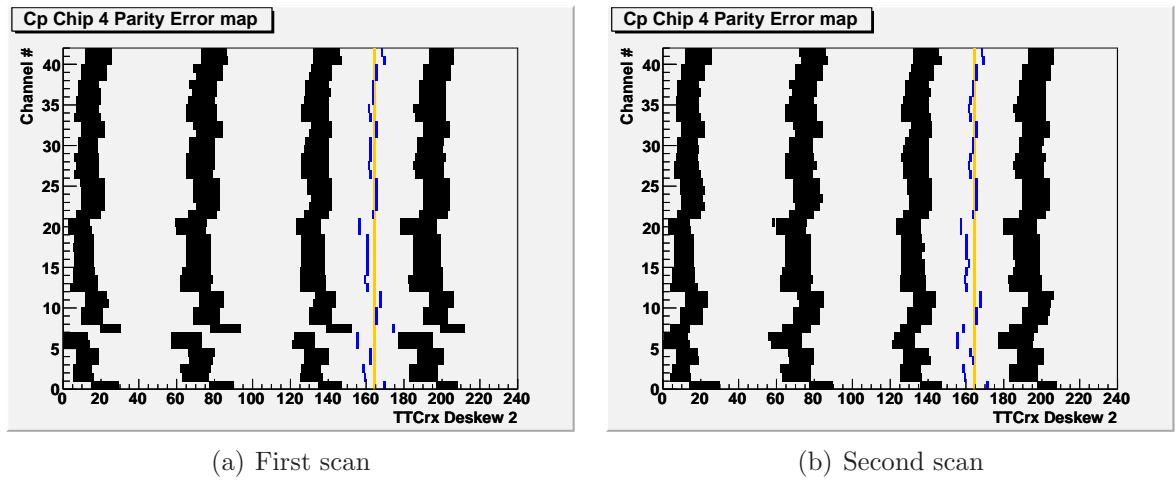 Cp Chip 4 Parity Error map
Channel #
40
35
30
25
20
15
10
5
0
0 20 40 60 80 100 120 140 160 180 200 220 240
TTCrx Deskew 2
(a) First scan
Cp Chip 4 Parity Error map
Channel #
40
35
30
25
20
15
10
5
0
0 20 40 60 80 100 120 140 160 180 200 220 240
TTCrx Deskew 2
(b) Second scan